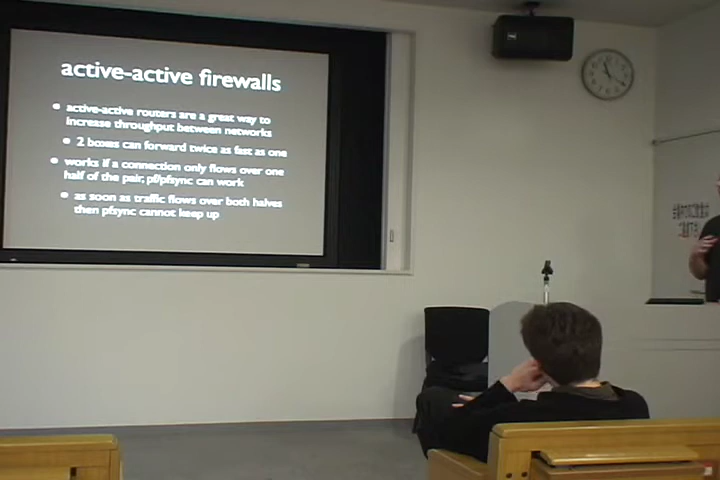 active-active firewalls
active-active routers are a great way to
increase throughput between networks
2 boxes can forward twice as fast as one
works if a connection only flows over one
half of the pair, pf/pfsync can work
as soon as traffic flows over both halves
then pfsync cannot keep up